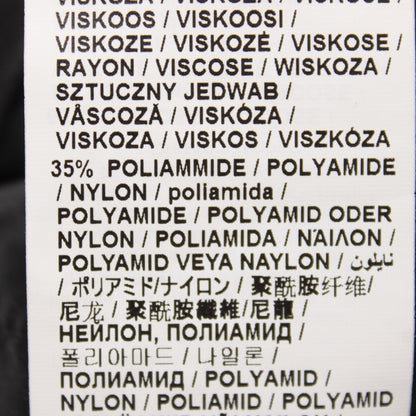 VISKOOS / VISKOOSI /
VISKOZE / VISKOZĖ / VISKOSE /
RAYON / VISCOSE / WISKOZA /
SZTUCZNY JEDWAB /
VÂSCOZĂ / VISKOZA /
VISKOZA / VISKOS / VISZKÓZA
35% POLIAMMIDE / POLYAMIDE
/ NYLON / poliamida /
POLYAMIDE / POLYAMID ODER
NYLON / POLIAMIDA / ΝΑΪΛΟΝ /
POLYAMID VEYA NAYLON / نايلون
/ ポリアミド/ナイロン / 聚酰胺纤维/
尼龙 / 聚酰胺纖維/尼龍 /
НЕЙЛОН, ПОЛИАМИД /
폴리아마드 / 나일론 /
ПОЛИАМИД / POLYAMID /
NYLON / POLIAMID / POLYAMID